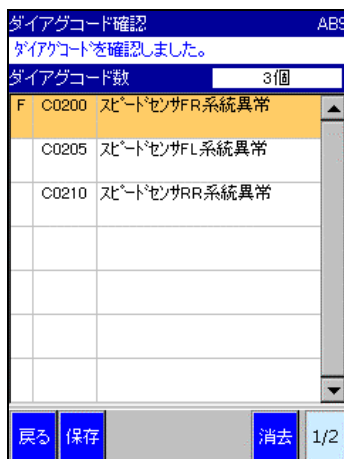 ダイアグコード確認 ABS
ダイアグコードを確認しました。
ダイアグコード数 3個
F C0200 スピードセンサFR系統異常
C0205 スピードセンサFL系統異常
C0210 スピードセンサRR系統異常
戻る 保存 消去 1/2